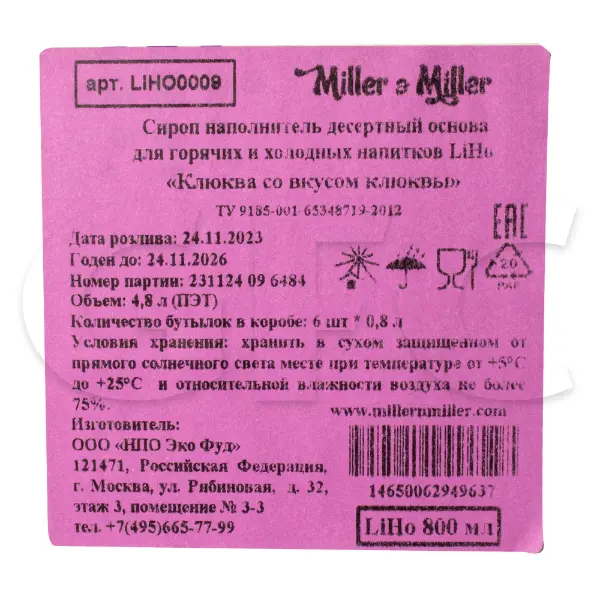 арт. LIHO0009
Miller & Miller
Сироп наполнитель десертный основа
для горячих и холодных напитков LiHo
«Клюква со вкусом клюквы»
ТУ 9185-001-65348719-2012
EAC
Дата розлива: 24.11.2023
Годен до: 24.11.2026
Номер партии: 231124 09 6484
Объем: 4,8 л (ПЭТ)
20
PAP
Количество бутылок в коробе: 6 шт * 0,8 л
Условия хранения: хранить в сухом защищенном от
прямого солнечного света месте при температуре от +5°С
до +25°С и относительной влажности воздуха не более
75%.
www.millernmiller.com
Изготовитель:
ООО «НПО Эко Фуд»
121471, Российская Федерация,
г. Москва, ул. Рябиновая, д. 32,
этаж 3, помещение № 3-3
тел. +7(495)665-77-99
14650062949637
LiHo 800 мл